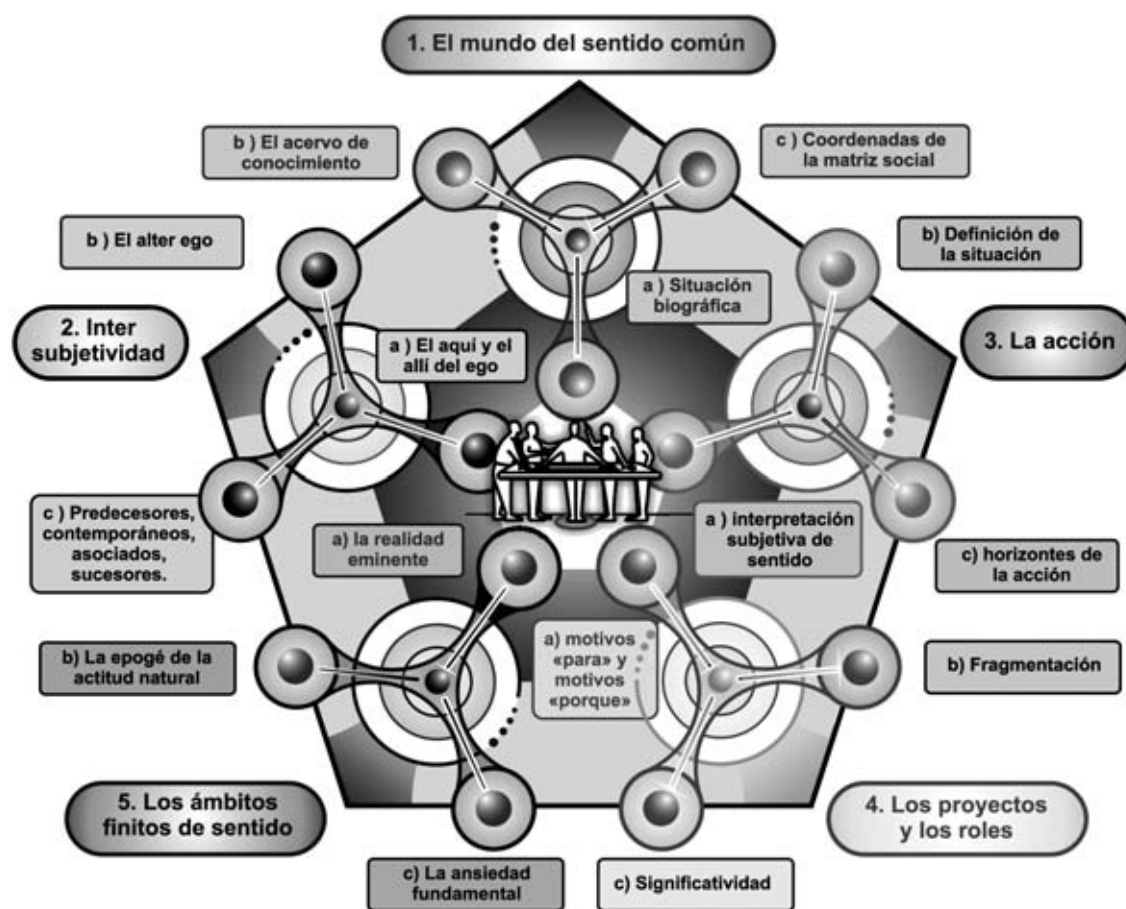 1. El mundo del sentido común
b ) El acervo de
conocimiento
c ) Coordenadas de
la matriz social
a ) Situación
biográfica
2. Inter
subjetividad
b ) El alter ego
a ) El aquí y el
allí del ego
c ) Predecesores,
contemporáneos,
asociados,
sucesores.
3. La acción
b) Definición de
la situación
a ) interpretación
subjetiva de
sentido
c) horizontes de
la acción
4. Los proyectos
y los roles
a) motivos
«para» y
motivos
«porque»
b) Fragmentación
c) Significatividad
5. Los ámbitos
finitos de sentido
a) la realidad
eminente
b) La epogé de la
actitud natural
c) La ansiedad
fundamental